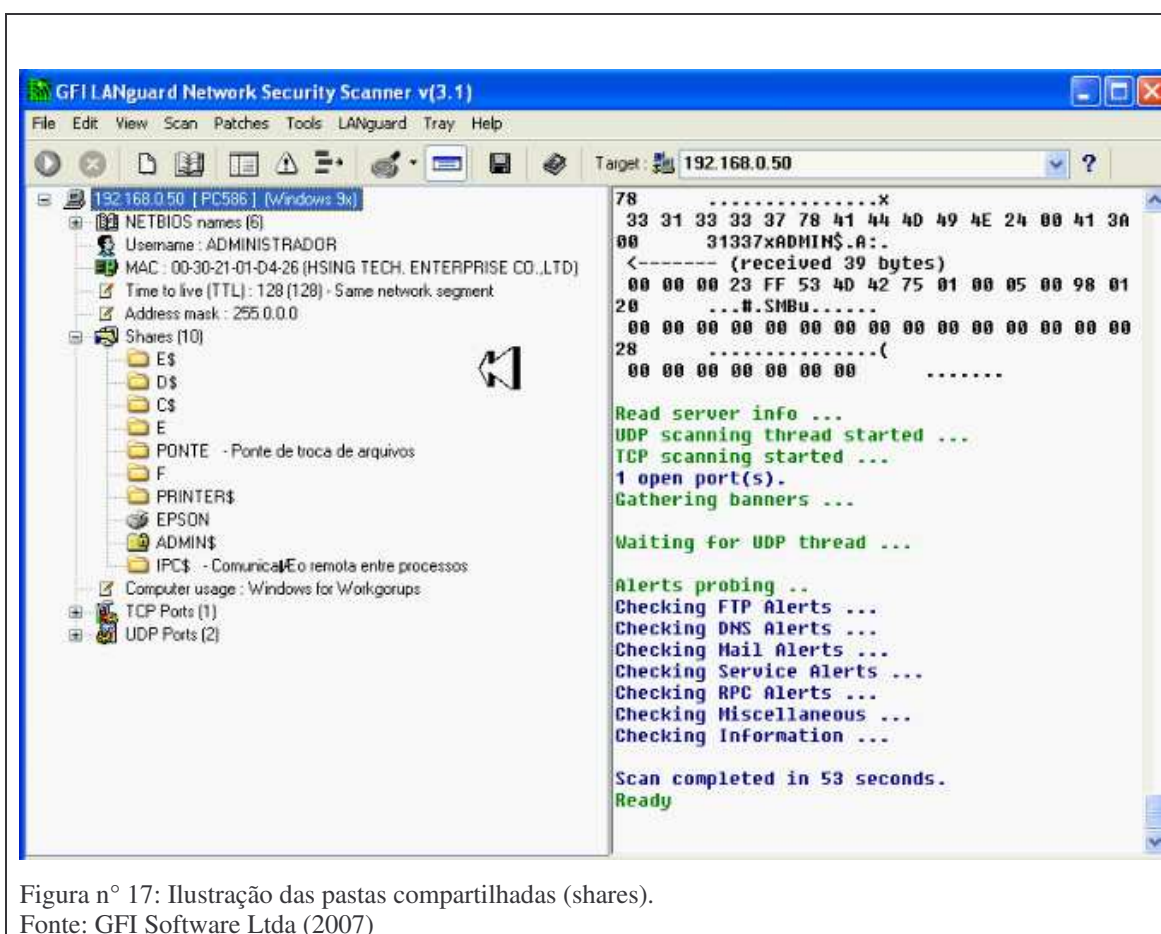 GFI LANguard Network Security Scanner v(3.1)
File Edit View Scan Patches Tools LANguard Tray Help
Target : 192.168.0.50 ?
192.168.0.50 [ PC586 ] (Windows 9x)
NETBIOS names (6)
Username : ADMINISTRADOR
MAC : 00-30-21-01-D4-26 (HSING TECH. ENTERPRISE CO.,LTD)
Time to live (TTL) : 128 (128) - Same network segment
Address mask : 255.0.0.0
Shares (10)
E$
D$
C$
E
PONTE - Ponte de troca de arquivos
F
PRINTER$
EPSON
ADMIN$
IPC$ - Comunica‡Æo remota entre processos
Computer usage : Windows for Workgorups
TCP Ports (1)
UDP Ports (2)
78 ...............x
33 31 33 33 37 78 41 44 4D 49 4E 24 00 41 3A
00 31337xADMIN$.A:.
<------- (received 39 bytes)
00 00 00 23 FF 53 4D 42 75 01 00 05 00 98 01
20 ...#.SMBu......
00 00 00 00 00 00 00 00 00 00 00 00 00 00 00
28 ...............(
00 00 00 00 00 00 00 .......
Read server info ...
UDP scanning thread started ...
TCP scanning started ...
1 open port(s).
Gathering banners ...
Waiting for UDP thread ...
Alerts probing ..
Checking FTP Alerts ...
Checking DNS Alerts ...
Checking Mail Alerts ...
Checking Service Alerts ...
Checking RPC Alerts ...
Checking Miscellaneous ...
Checking Information ...
Scan completed in 53 seconds.
Ready
Figura n° 17: Ilustração das pastas compartilhadas (shares).
Fonte: GFI Software Ltda (2007)